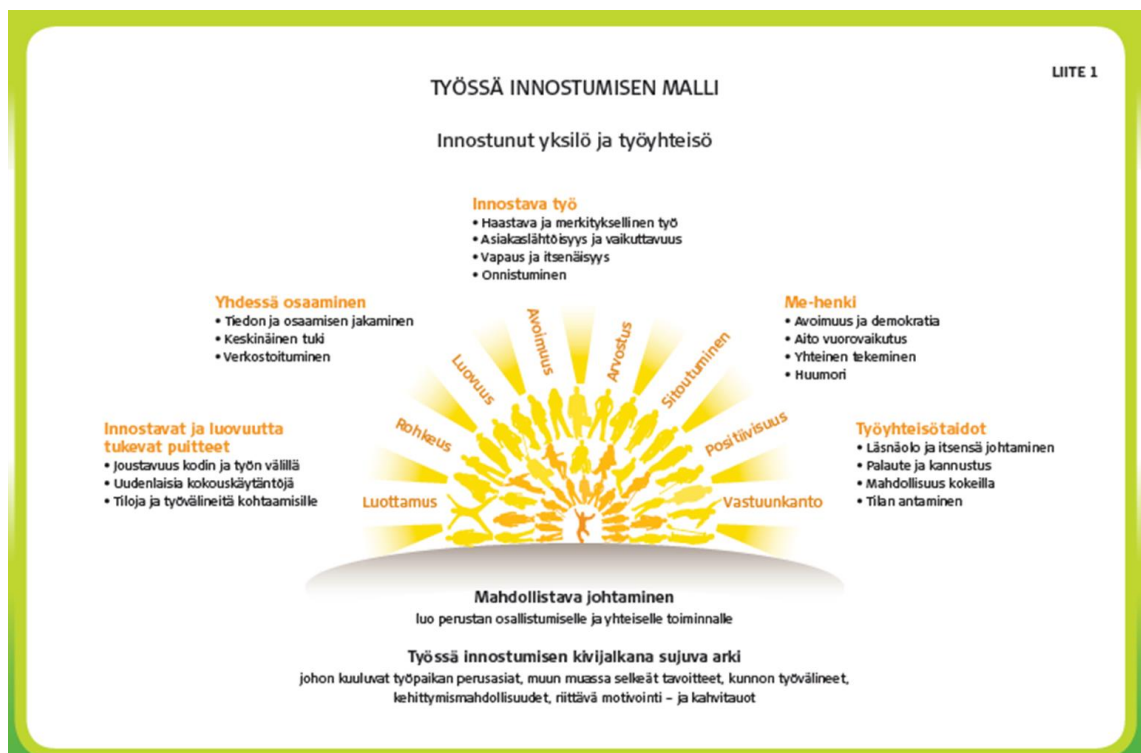 LIITE 1
TYÖSSÄ INNOSTUMISEN MALLI
Innostunut yksilö ja työyhteisö
Innostava työ
• Haastava ja merkityksellinen työ
• Asiakaslähtöisyys ja vaikuttavuus
• Vapaus ja itsenäisyys
• Onnistuminen
Yhdessä osaaminen
• Tiedon ja osaamisen jakaminen
• Keskinäinen tuki
• Verkostoituminen
Me-henki
• Avoimuus ja demokratia
• Aito vuorovaikutus
• Yhteinen tekeminen
• Huumori
Innostavat ja luovuutta
tukevat puitteet
• Joustavuus kodin ja työn välillä
• Uudenlaisia kokouskäytäntöjä
• Tiloja ja työvälineitä kohtaamisille
Työyhteisötaidot
• Läsnäolo ja itsensä johtaminen
• Palaute ja kannustus
• Mahdollisuus kokeilla
• Tilan antaminen
Luottamus
Rohkeus
Luovuus
Avoimuus
Arvostus
Sitoutuminen
Positiivisuus
Vastuunkanto
Mahdollistava johtaminen
luo perustan osallistumiselle ja yhteiselle toiminnalle
Työssä innostumisen kivijalkana sujuva arki
johon kuuluvat työpaikan perusasiat, muun muassa selkeät tavoitteet, kunnon työvälineet,
kehittymismahdollisuudet, riittävä motivointi – ja kahvitauot